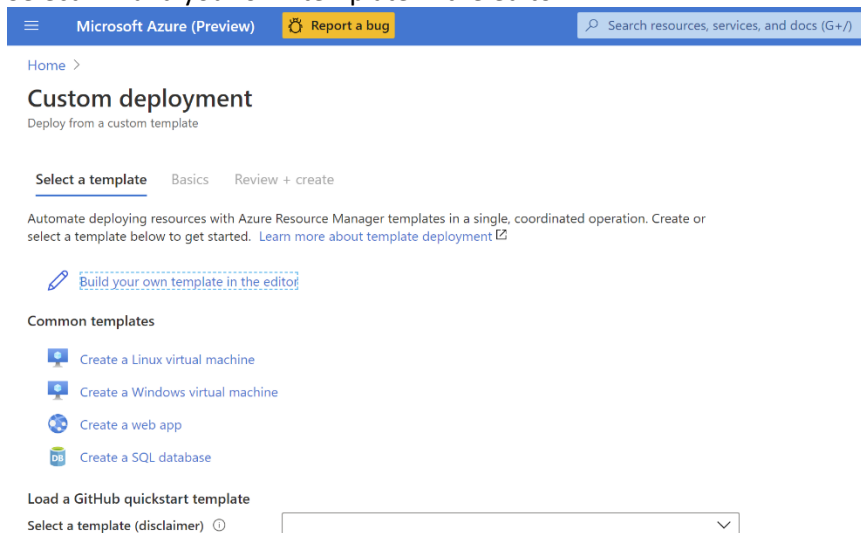 Microsoft Azure (Preview) Report a bug Search resources, services, and docs (G+/)
Home >
Custom deployment
Deploy from a custom template
Select a template Basics Review + create
Automate deploying resources with Azure Resource Manager templates in a single, coordinated operation. Create or
select a template below to get started. Learn more about template deployment
Build your own template in the editor
Common templates
Create a Linux virtual machine
Create a Windows virtual machine
Create a web app
DB Create a SQL database
Load a GitHub quickstart template
Select a template (disclaimer)